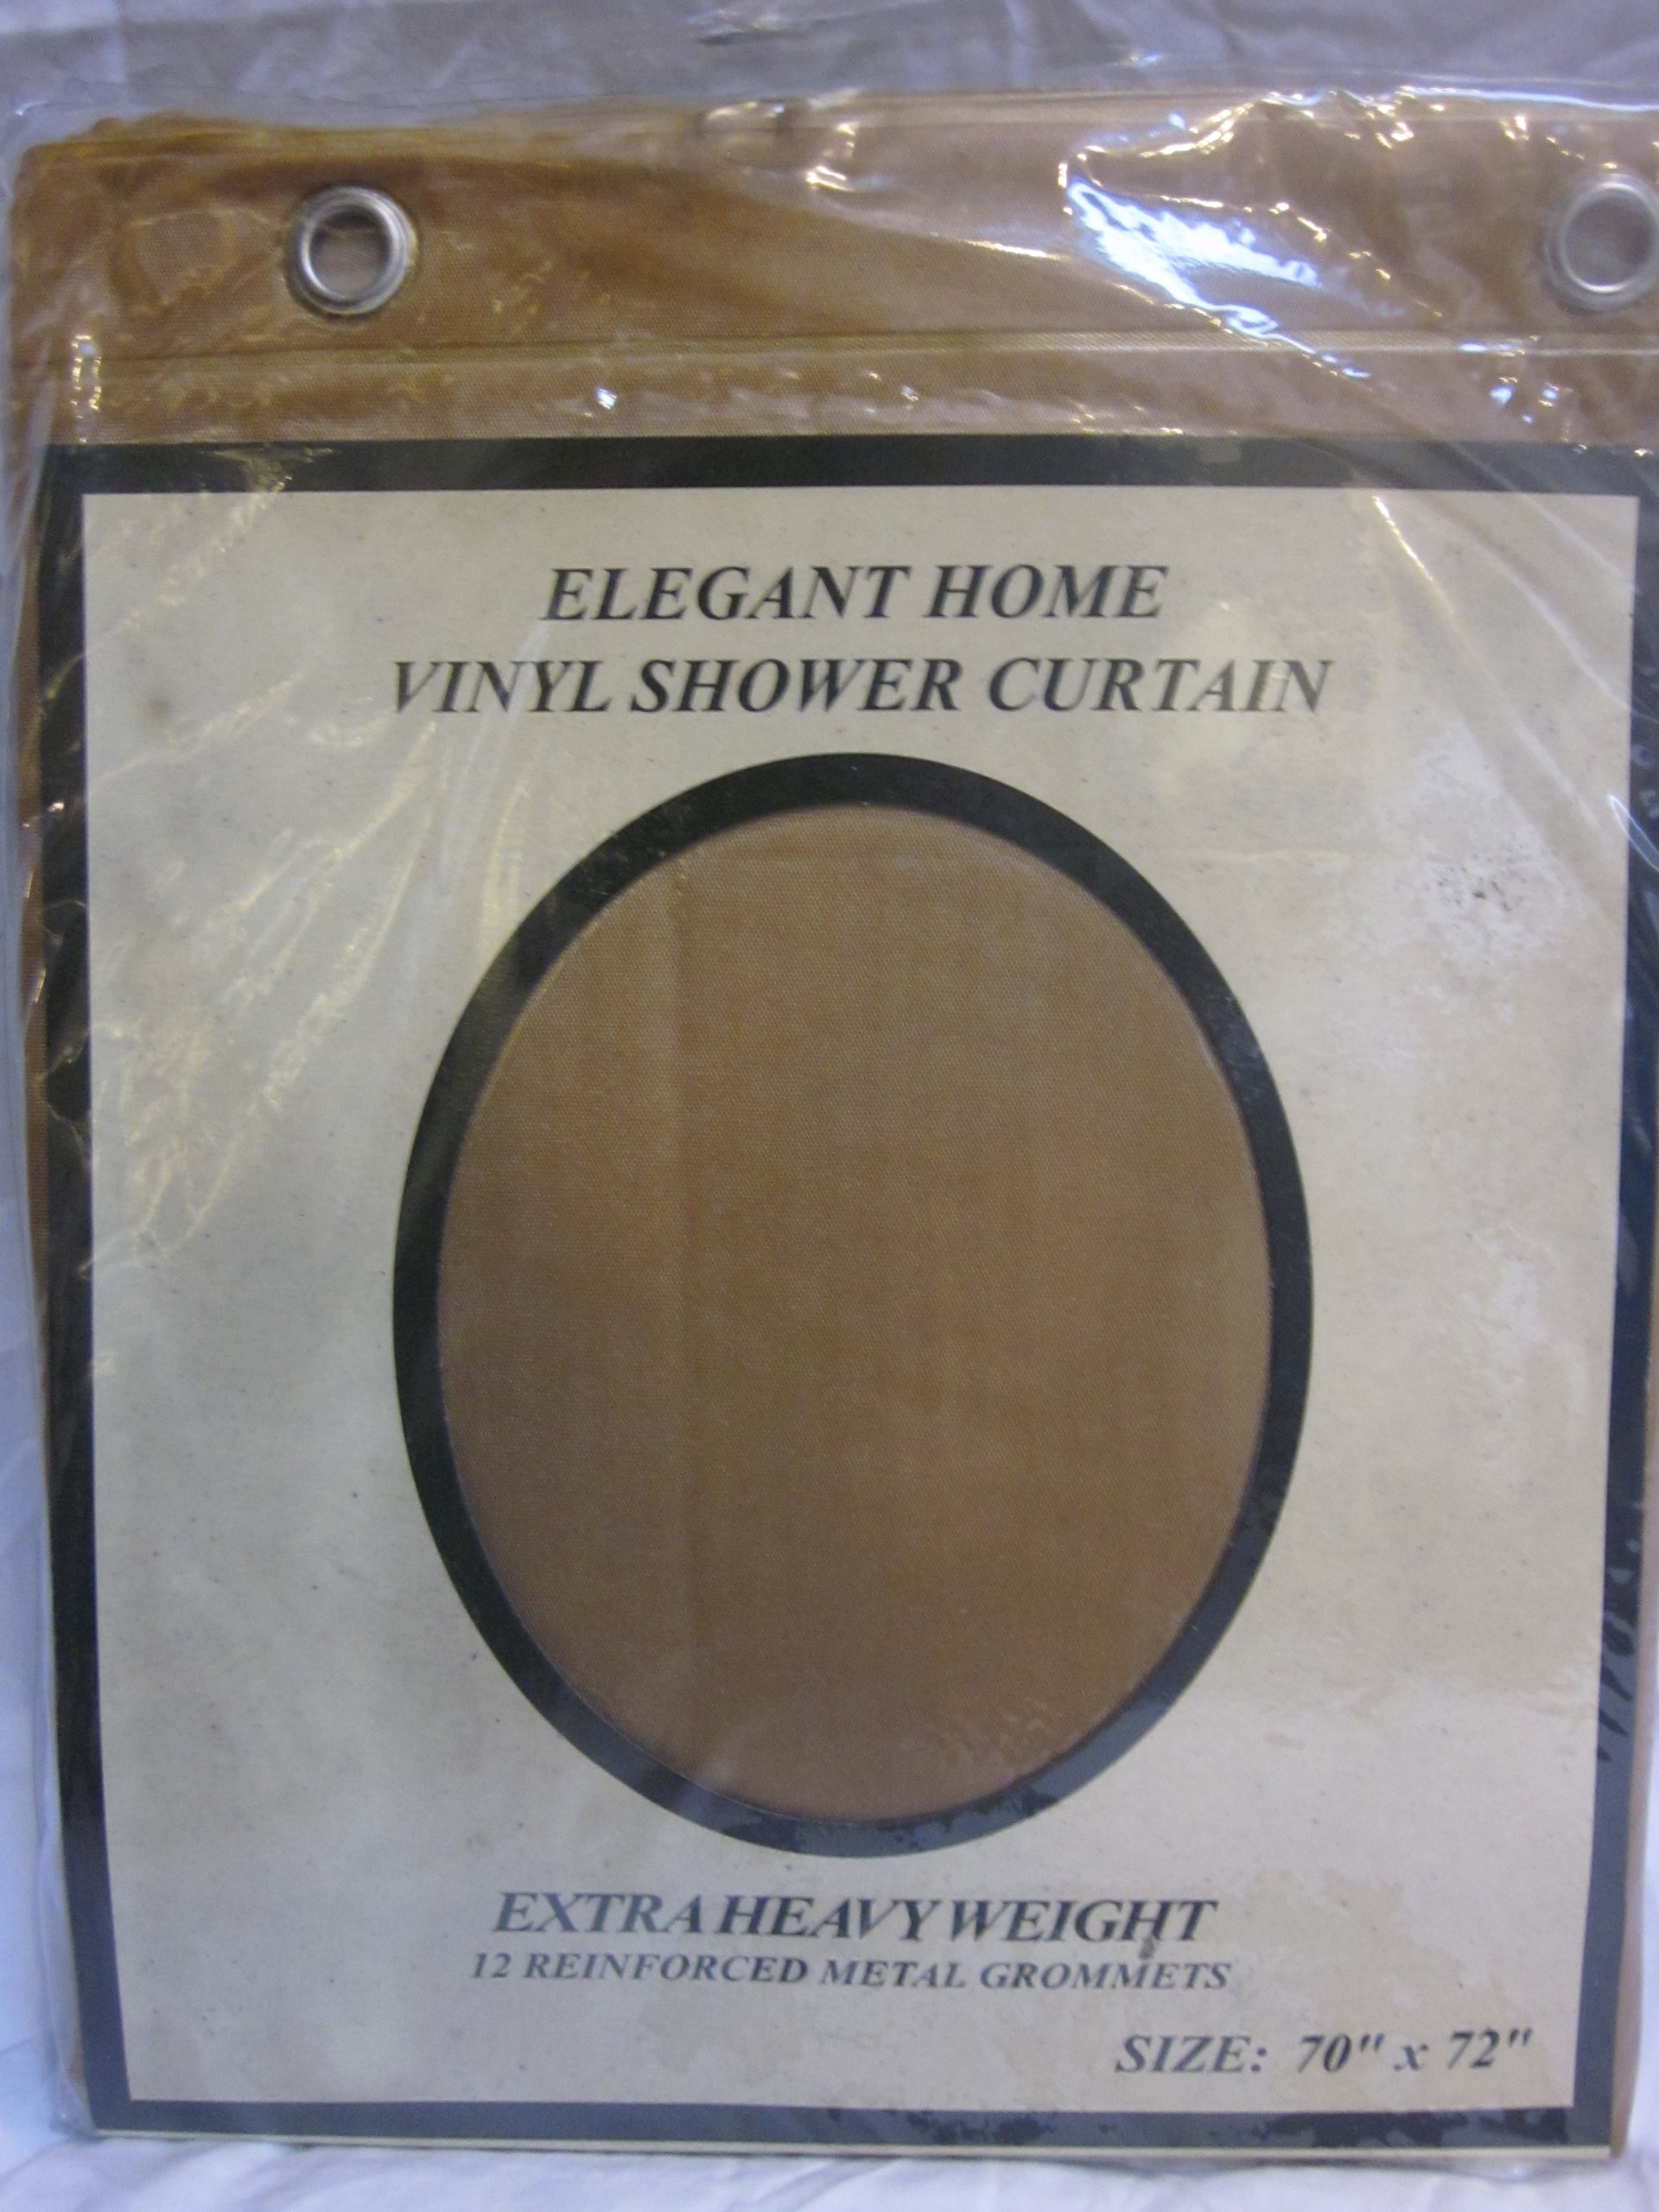 ELEGANT HOME
VINYL SHOWER CURTAIN
EXTRA HEAVY WEIGHT
12 REINFORCED METAL GROMMETS
SIZE: 70" x 72"